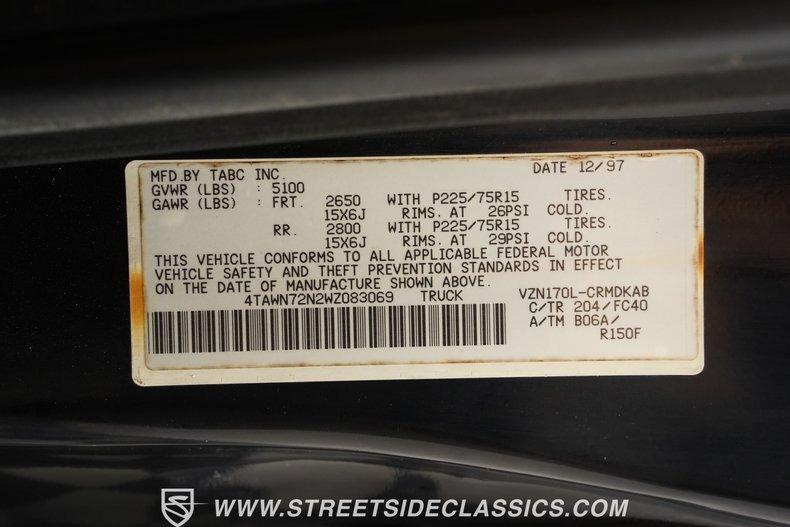 MFD.BY TABC INC. DATE 12/97
GVWR (LBS) : 5100
GAWR (LBS) : FRT. 2650 WITH P225/75R15 TIRES.
15X6J RIMS. AT 26PSI COLD.
RR. 2800 WITH P225/75R15 TIRES.
15X6J RIMS. AT 29PSI COLD.
THIS VEHICLE CONFORMS TO ALL APPLICABLE FEDERAL MOTOR
VEHICLE SAFETY AND THEFT PREVENTION STANDARDS IN EFFECT
ON THE DATE OF MANUFACTURE SHOWN ABOVE.
4TAWN72N2WZ083069 TRUCK VZN170L-CRMDKAB
C/TR 204/FC40
A/TM B06A/
R150F
WWW.STREETSIDECLASSICS.COM